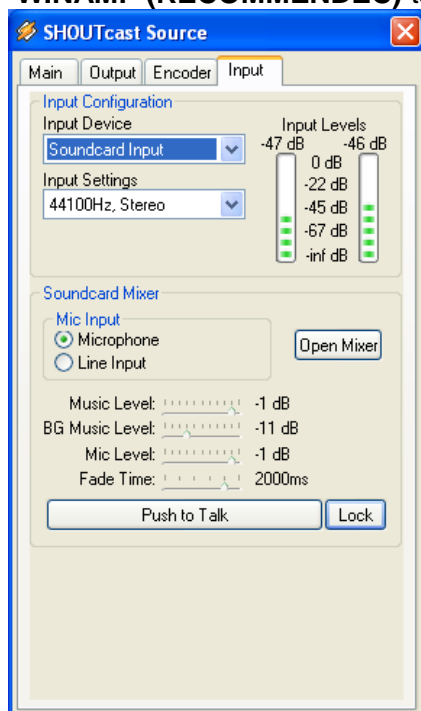 WINAMP (RECOMMENDED)
SHOUTcast Source
Main Output Encoder Input
Input Configuration
Input Device
Soundcard Input
Input Settings
44100Hz, Stereo
Input Levels
-47 dB -46 dB
0 dB
-22 dB
-45 dB
-67 dB
-inf dB
Soundcard Mixer
Mic Input
Microphone
Line Input
Open Mixer
Music Level: -1 dB
BG Music Level: -11 dB
Mic Level: -1 dB
Fade Time: 2000ms
Push to Talk Lock